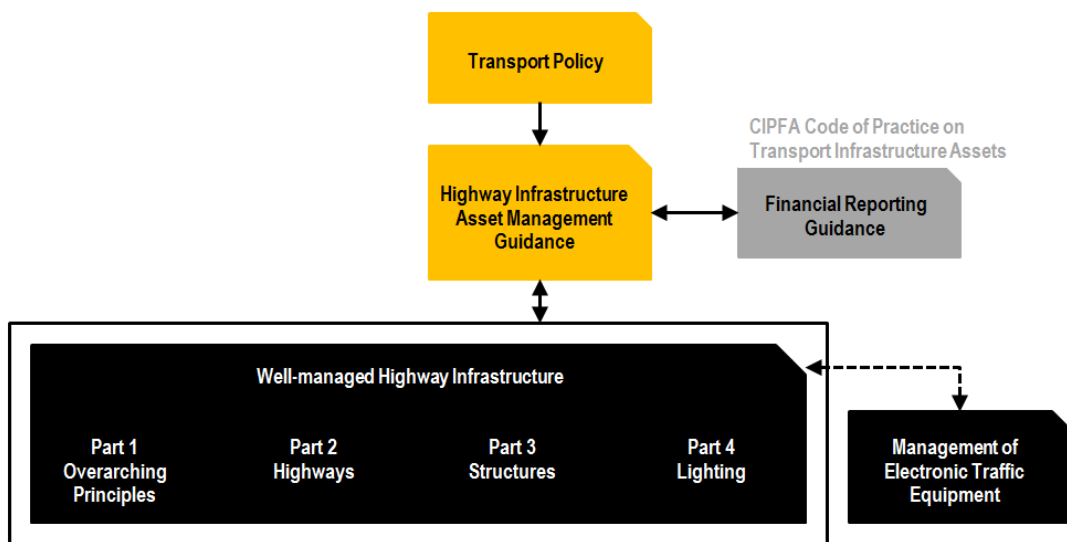 Transport Policy
CIPFA Code of Practice on
Transport Infrastructure Assets
Highway Infrastructure
Asset Management
Guidance
Financial Reporting
Guidance
Well-managed Highway Infrastructure
Part 1
Overarching
Principles
Part 2
Highways
Part 3
Structures
Part 4
Lighting
Management of
Electronic Traffic
Equipment